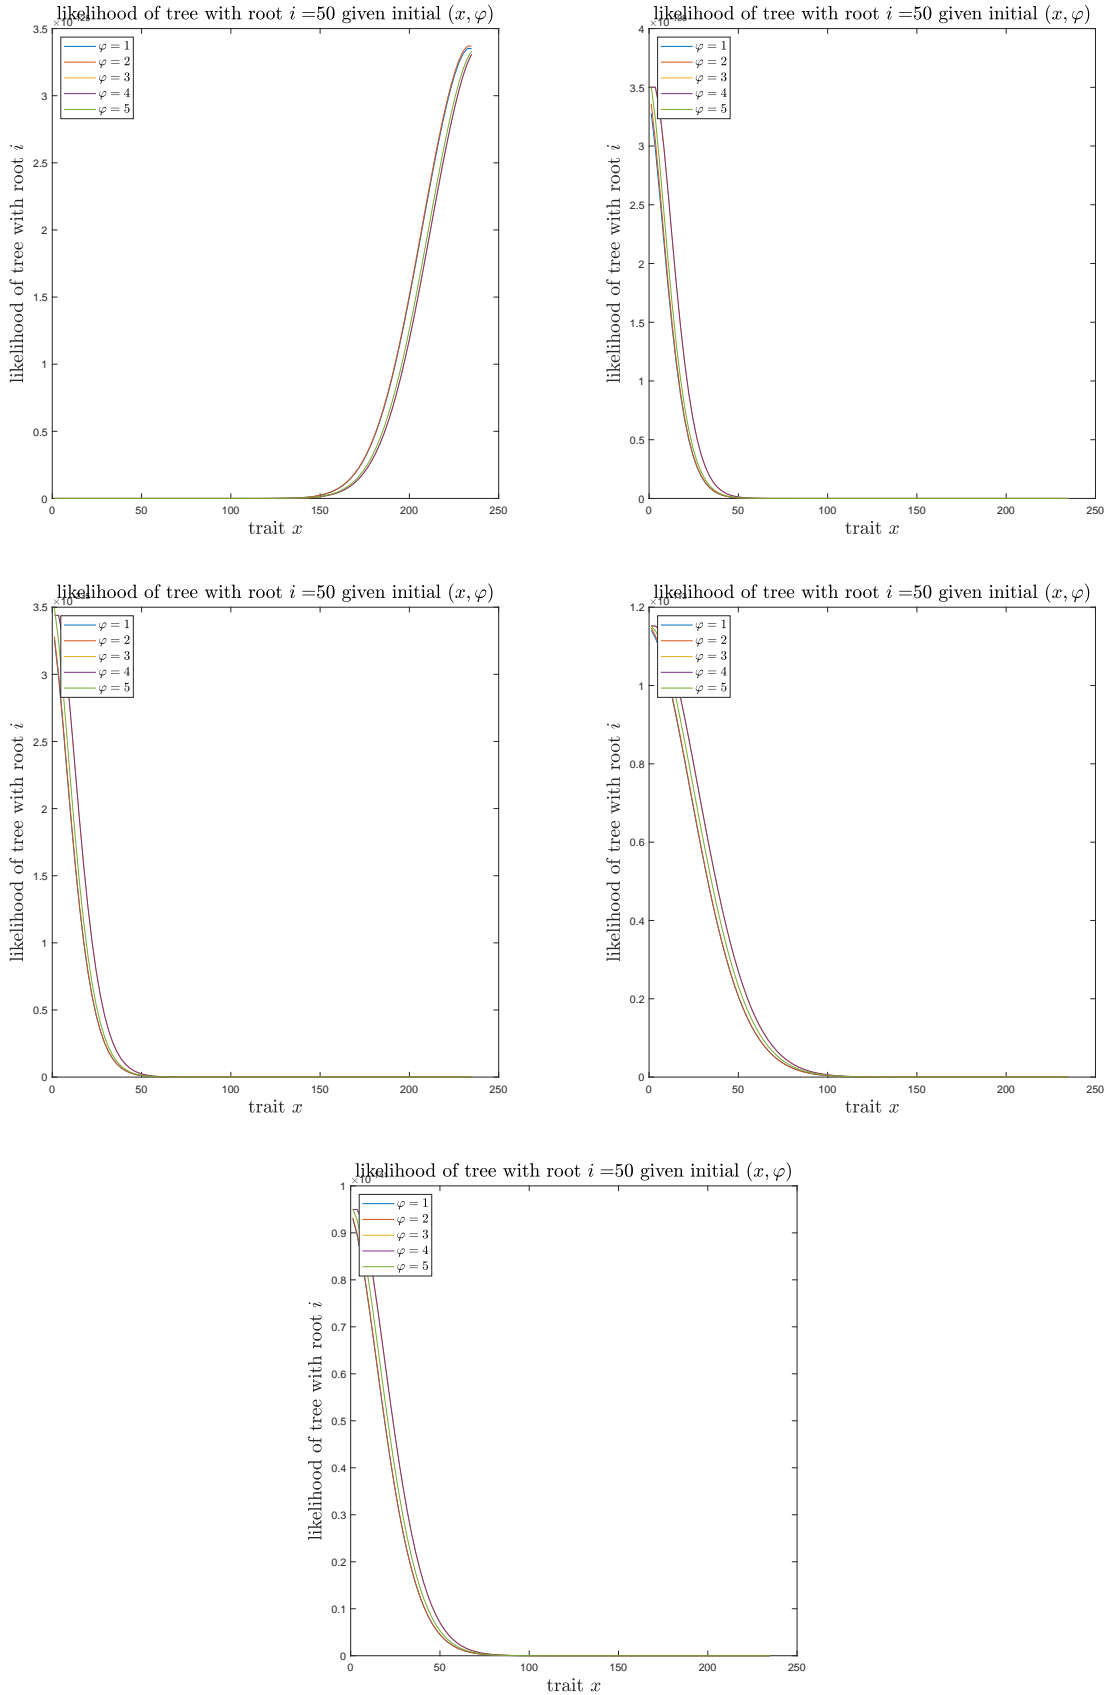 likelihood of tree with root i =50 given initial (x, φ)
3.5
3
2.5
2
1.5
1
0.5
0
likelihood of tree with root i
φ = 1
φ = 2
φ = 3
φ = 4
φ = 5
0 50 100 150 200 250
trait x
likelihood of tree with root i =50 given initial (x, φ)
4
3.5
3
2.5
2
1.5
1
0.5
0
likelihood of tree with root i
φ = 1
φ = 2
φ = 3
φ = 4
φ = 5
0 50 100 150 200 250
trait x
likelihood of tree with root i =50 given initial (x, φ)
3.5
3
2.5
2
1.5
1
0.5
0
likelihood of tree with root i
φ = 1
φ = 2
φ = 3
φ = 4
φ = 5
0 50 100 150 200 250
trait x
likelihood of tree with root i =50 given initial (x, φ)
1.2
1
0.8
0.6
0.4
0.2
0
likelihood of tree with root i
φ = 1
φ = 2
φ = 3
φ = 4
φ = 5
0 50 100 150 200 250
trait x
likelihood of tree with root i =50 given initial (x, φ)
1
0.9
0.8
0.7
0.6
0.5
0.4
0.3
0.2
0.1
0
likelihood of tree with root i
φ = 1
φ = 2
φ = 3
φ = 4
φ = 5
0 50 100 150 200 250
trait x